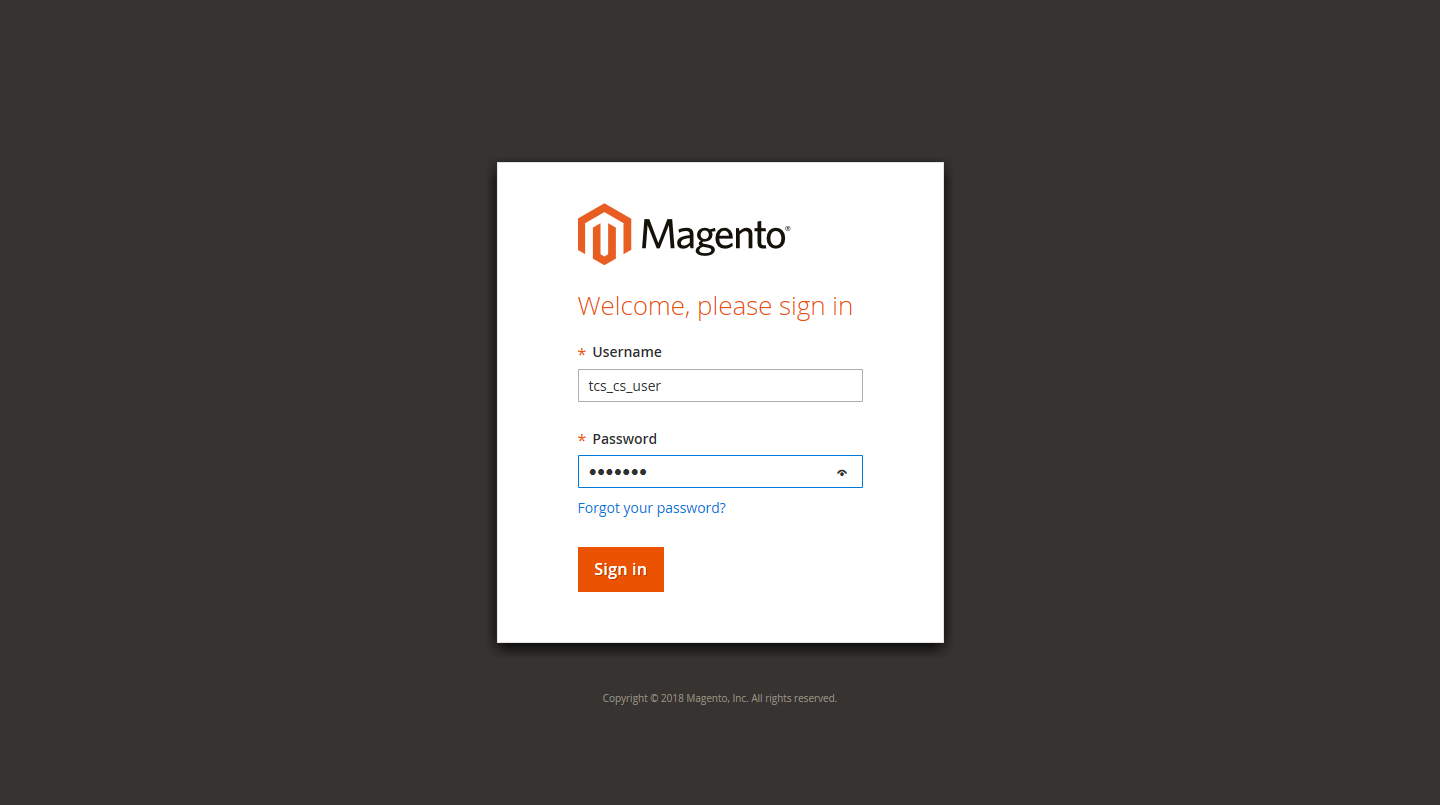 Magento®
Welcome, please sign in
* Username
tcs_cs_user
* Password
•••••••
Forgot your password?
Sign in
Copyright © 2018 Magento, Inc. All rights reserved.